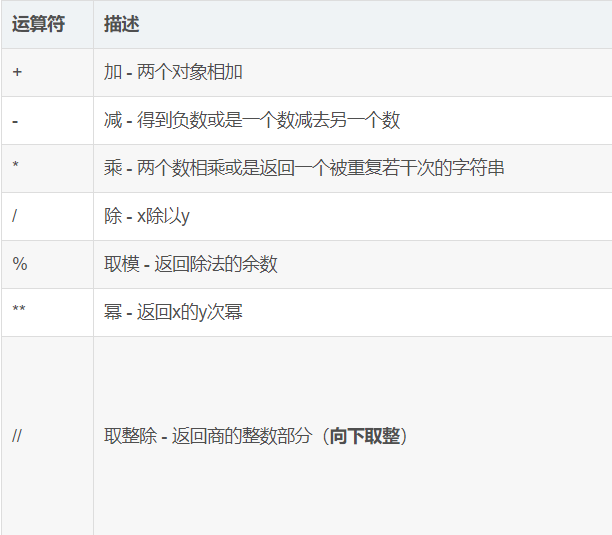 运算符 描述
+ 加 - 两个对象相加
- 减 - 得到负数或是一个数减去另一个数
* 乘 - 两个数相乘或是返回一个被重复若干次的字符串
/ 除 - x除以y
% 取模 - 返回除法的余数
** 幂 - 返回x的y次幂
// 取整除 - 返回商的整数部分（向下取整）